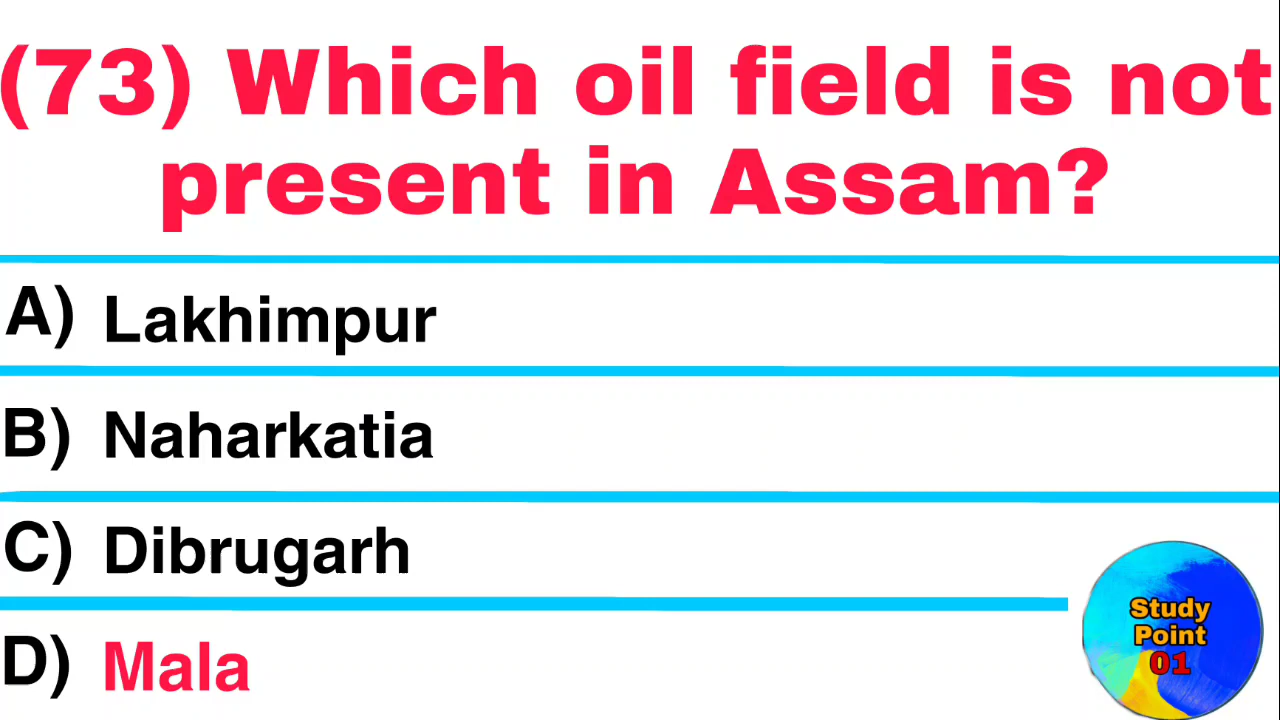 (73) Which oil field is not
present in Assam?
A) Lakhimpur
B) Naharkatia
C) Dibrugarh
D) Mala
Study
Point
01